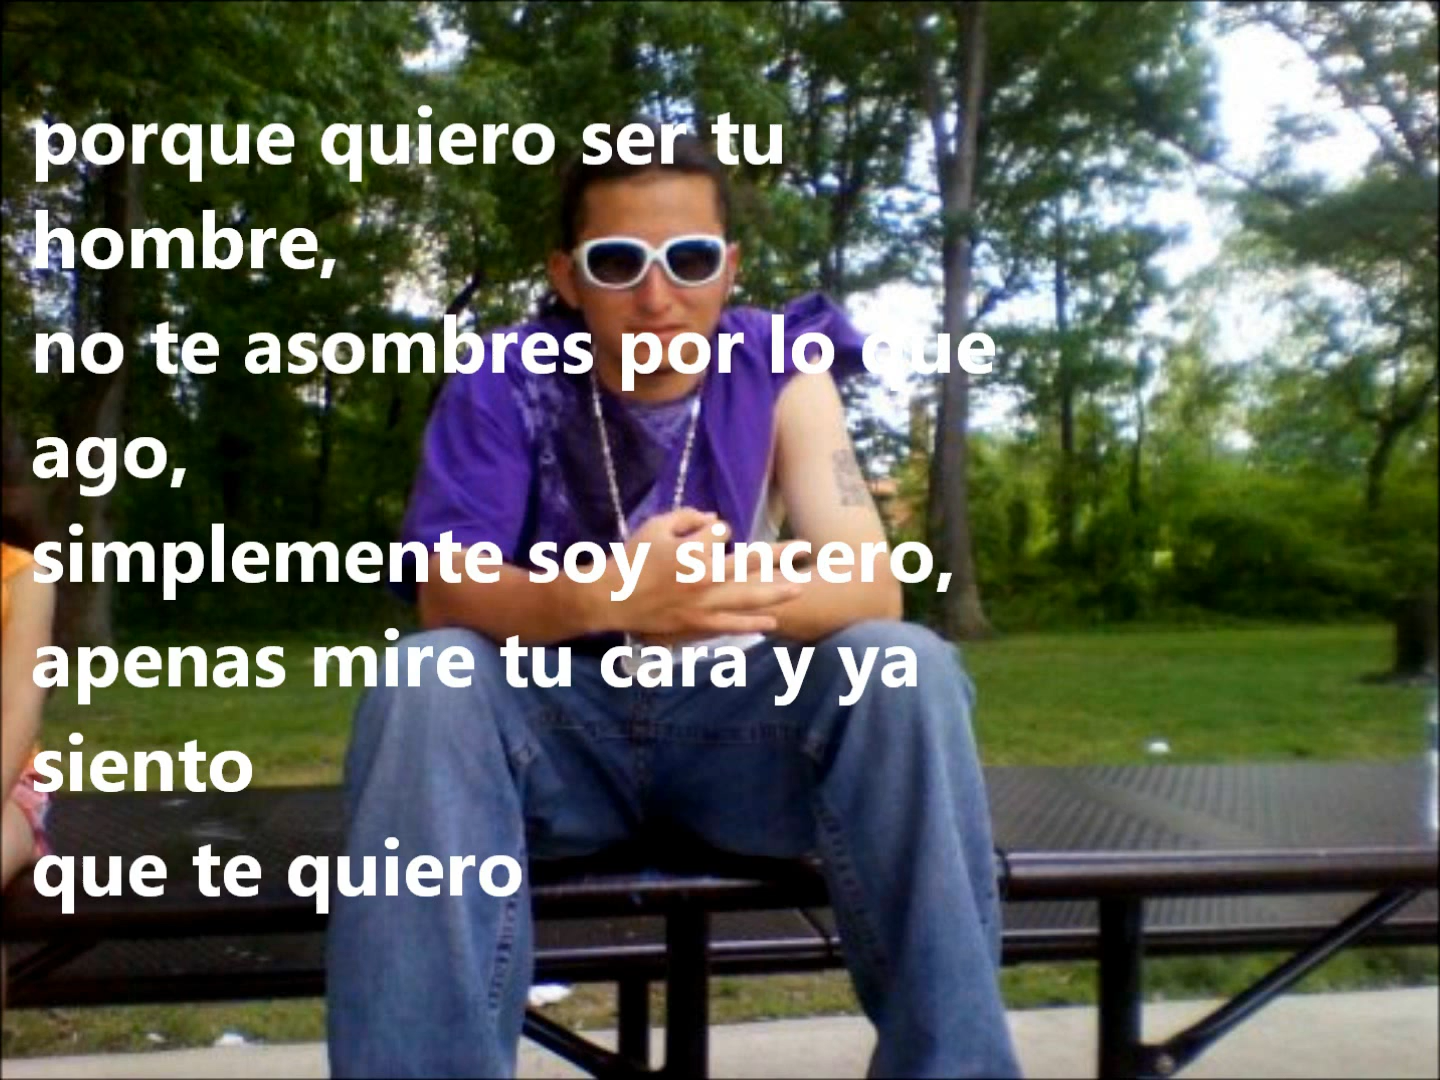 porque quiero ser tu
hombre,
no te asombres por lo que
ago,
simplemente soy sincero,
apenas mire tu cara y ya
siento
que te quiero